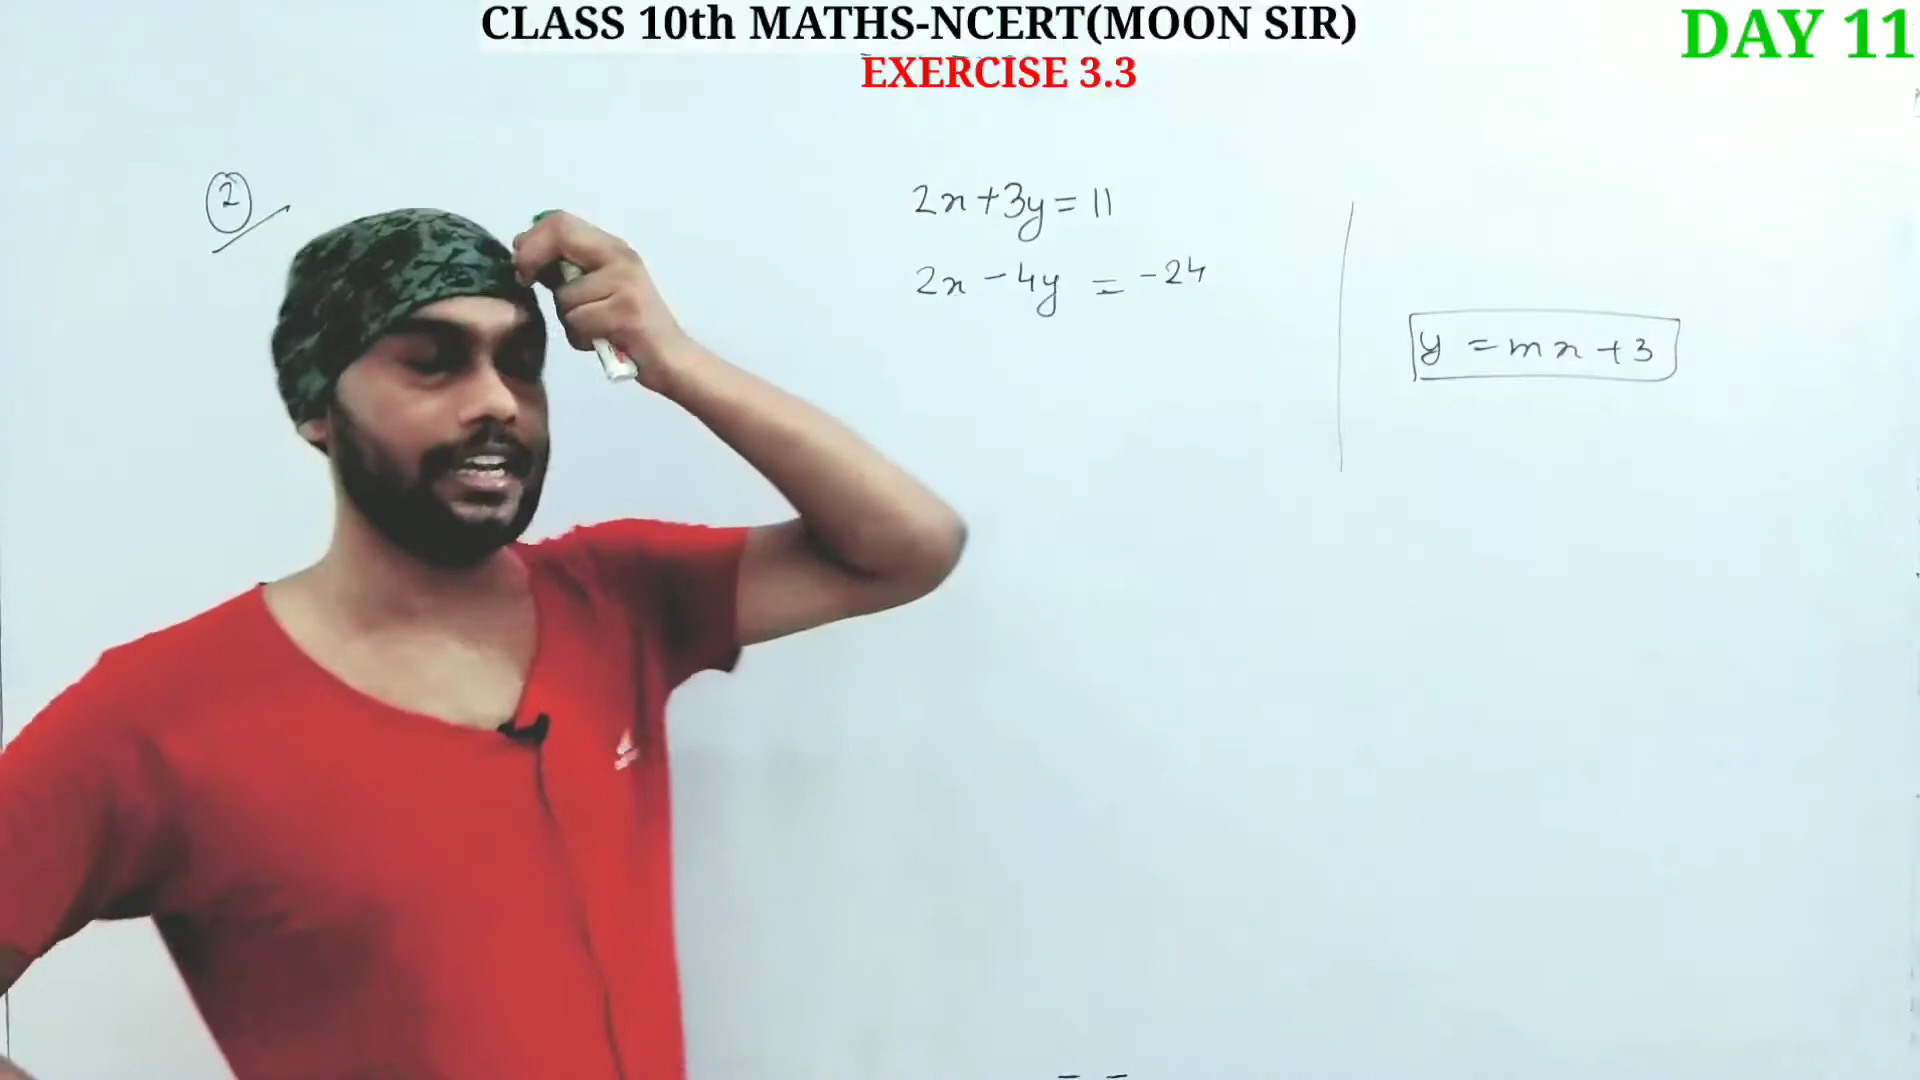 CLASS 10th MATHS-NCERT(MOON SIR)
EXERCISE 3.3
DAY 11
2
2x+3y=11
2x-4y=-24
y=mx+3